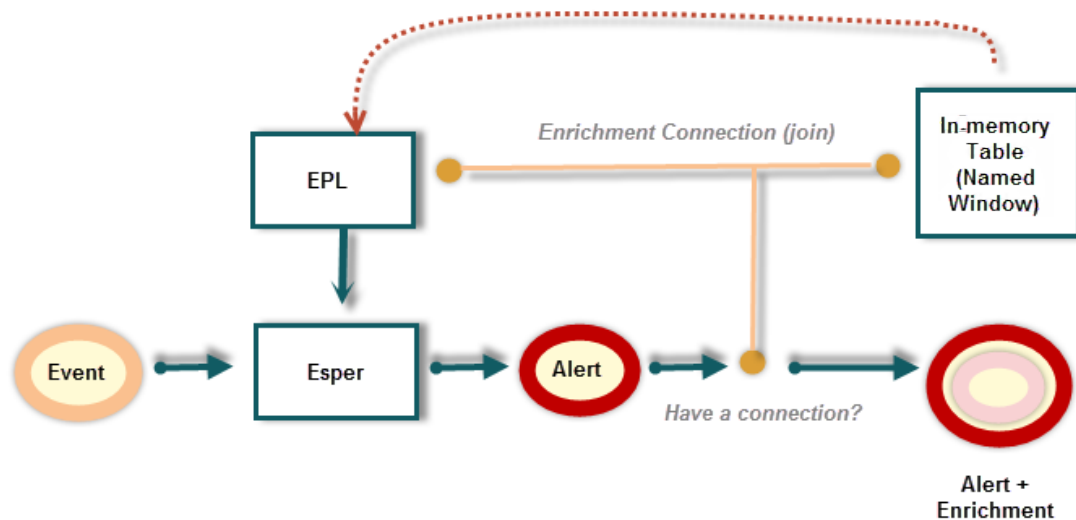 Enrichment Connection (join)
In-memory
Table
(Named
Window)
EPL
Event
Esper
Alert
Have a connection?
Alert +
Enrichment